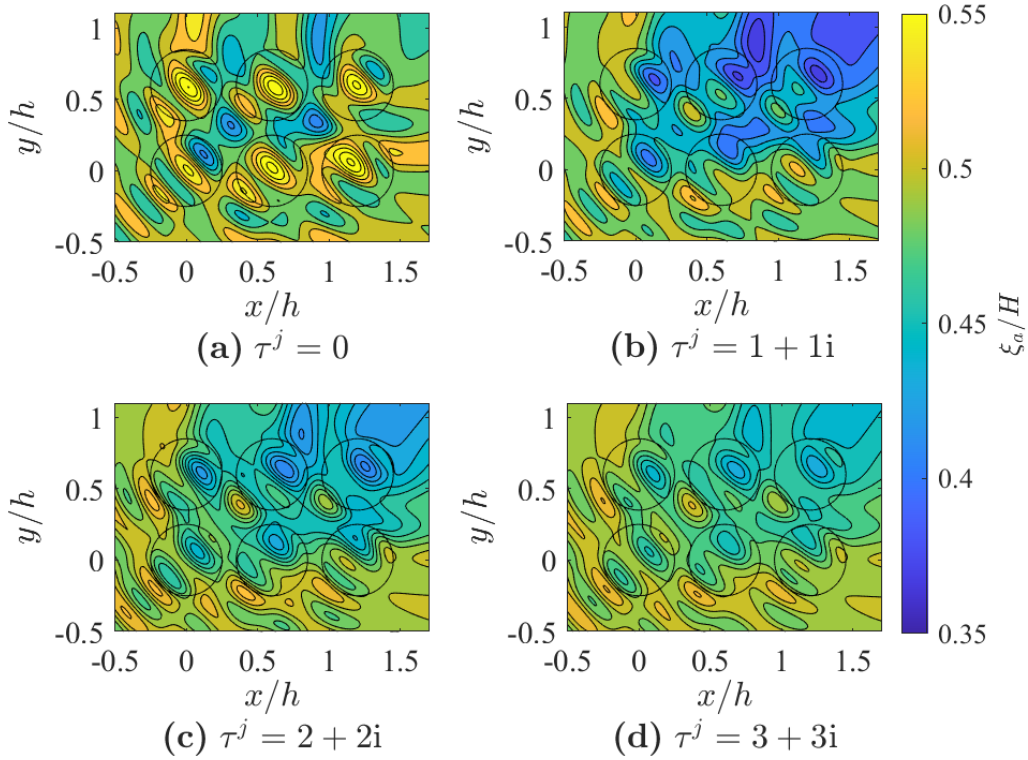 1
0.5
0
-0.5
y/h
-0.5 0 0.5 1 1.5
x/h
(a) τ^j = 0
1
0.5
0
-0.5
y/h
-0.5 0 0.5 1 1.5
x/h
(b) τ^j = 1 + 1i
1
0.5
0
-0.5
y/h
-0.5 0 0.5 1 1.5
x/h
(c) τ^j = 2 + 2i
1
0.5
0
-0.5
y/h
-0.5 0 0.5 1 1.5
x/h
(d) τ^j = 3 + 3i
0.55
0.5
0.45
0.4
0.35
ξ_a/H